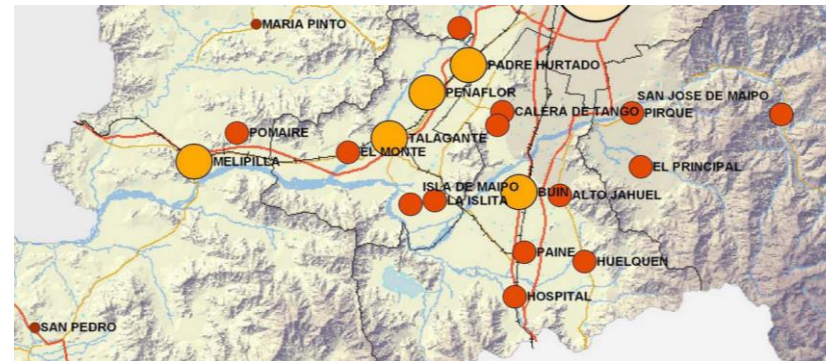 MARIA PINTO
PADRE HURTADO
PEÑAFLOR
SAN JOSE DE MAIPO
CALERA DE TANGO
PIRQUE
POMAIRE
TALAGANTE
EL MONTE
MELIPILLA
EL PRINCIPAL
ISLA DE MAIPO
BUIN
ALTO JAHUEL
LA ISLITA
PAINE
HUELQUEN
HOSPITAL
SAN PEDRO